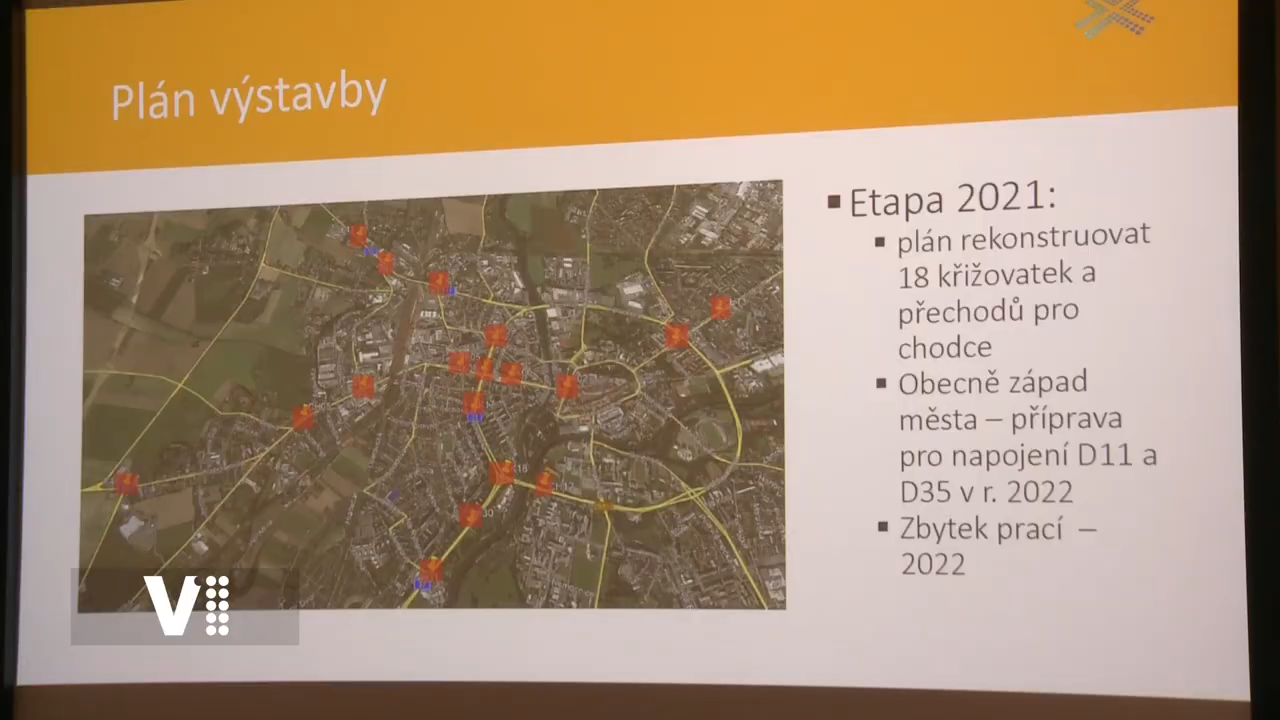 Plán výstavby
Etapa 2021:
plán rekonstruovat
18 křižovatek a
přechodů pro
chodce
Obecně západ
města – příprava
pro napojení D11 a
D35 v r. 2022
Zbytek prací –
2022